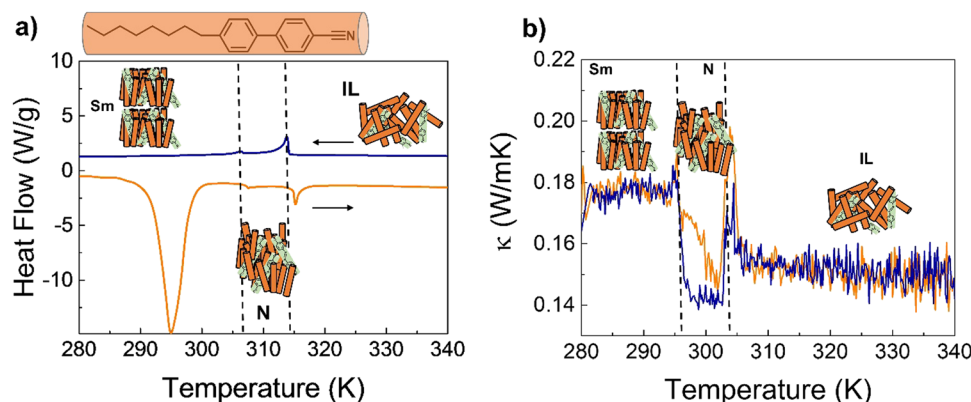 a)
N
Heat Flow (W/g)
10
5
0
-5
-10
Sm
IL
N
280 290 300 310 320 330 340
Temperature (K)
b)
κ (W/mK)
0.22
0.20
0.18
0.16
0.14
Sm
N
IL
280 290 300 310 320 330 340
Temperature (K)